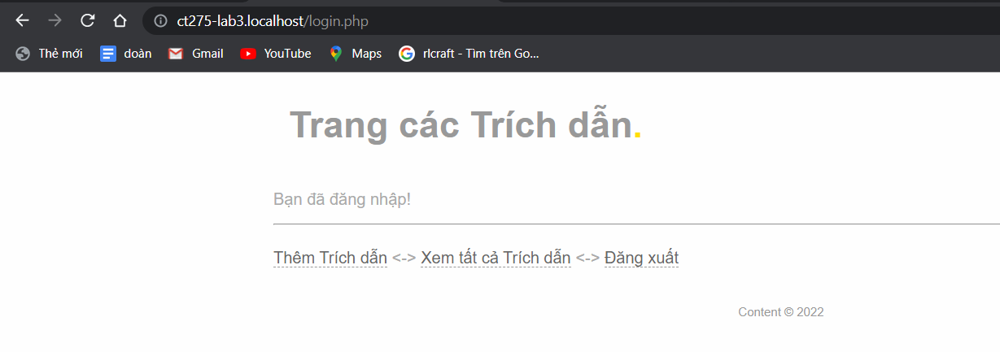 ct275-lab3.localhost/login.php
Thẻ mới doàn Gmail YouTube Maps rlcraft - Tìm trên Go...
Trang các Trích dẫn.
Bạn đã đăng nhập!
Thêm Trích dẫn <-> Xem tất cả Trích dẫn <-> Đăng xuất
Content © 2022